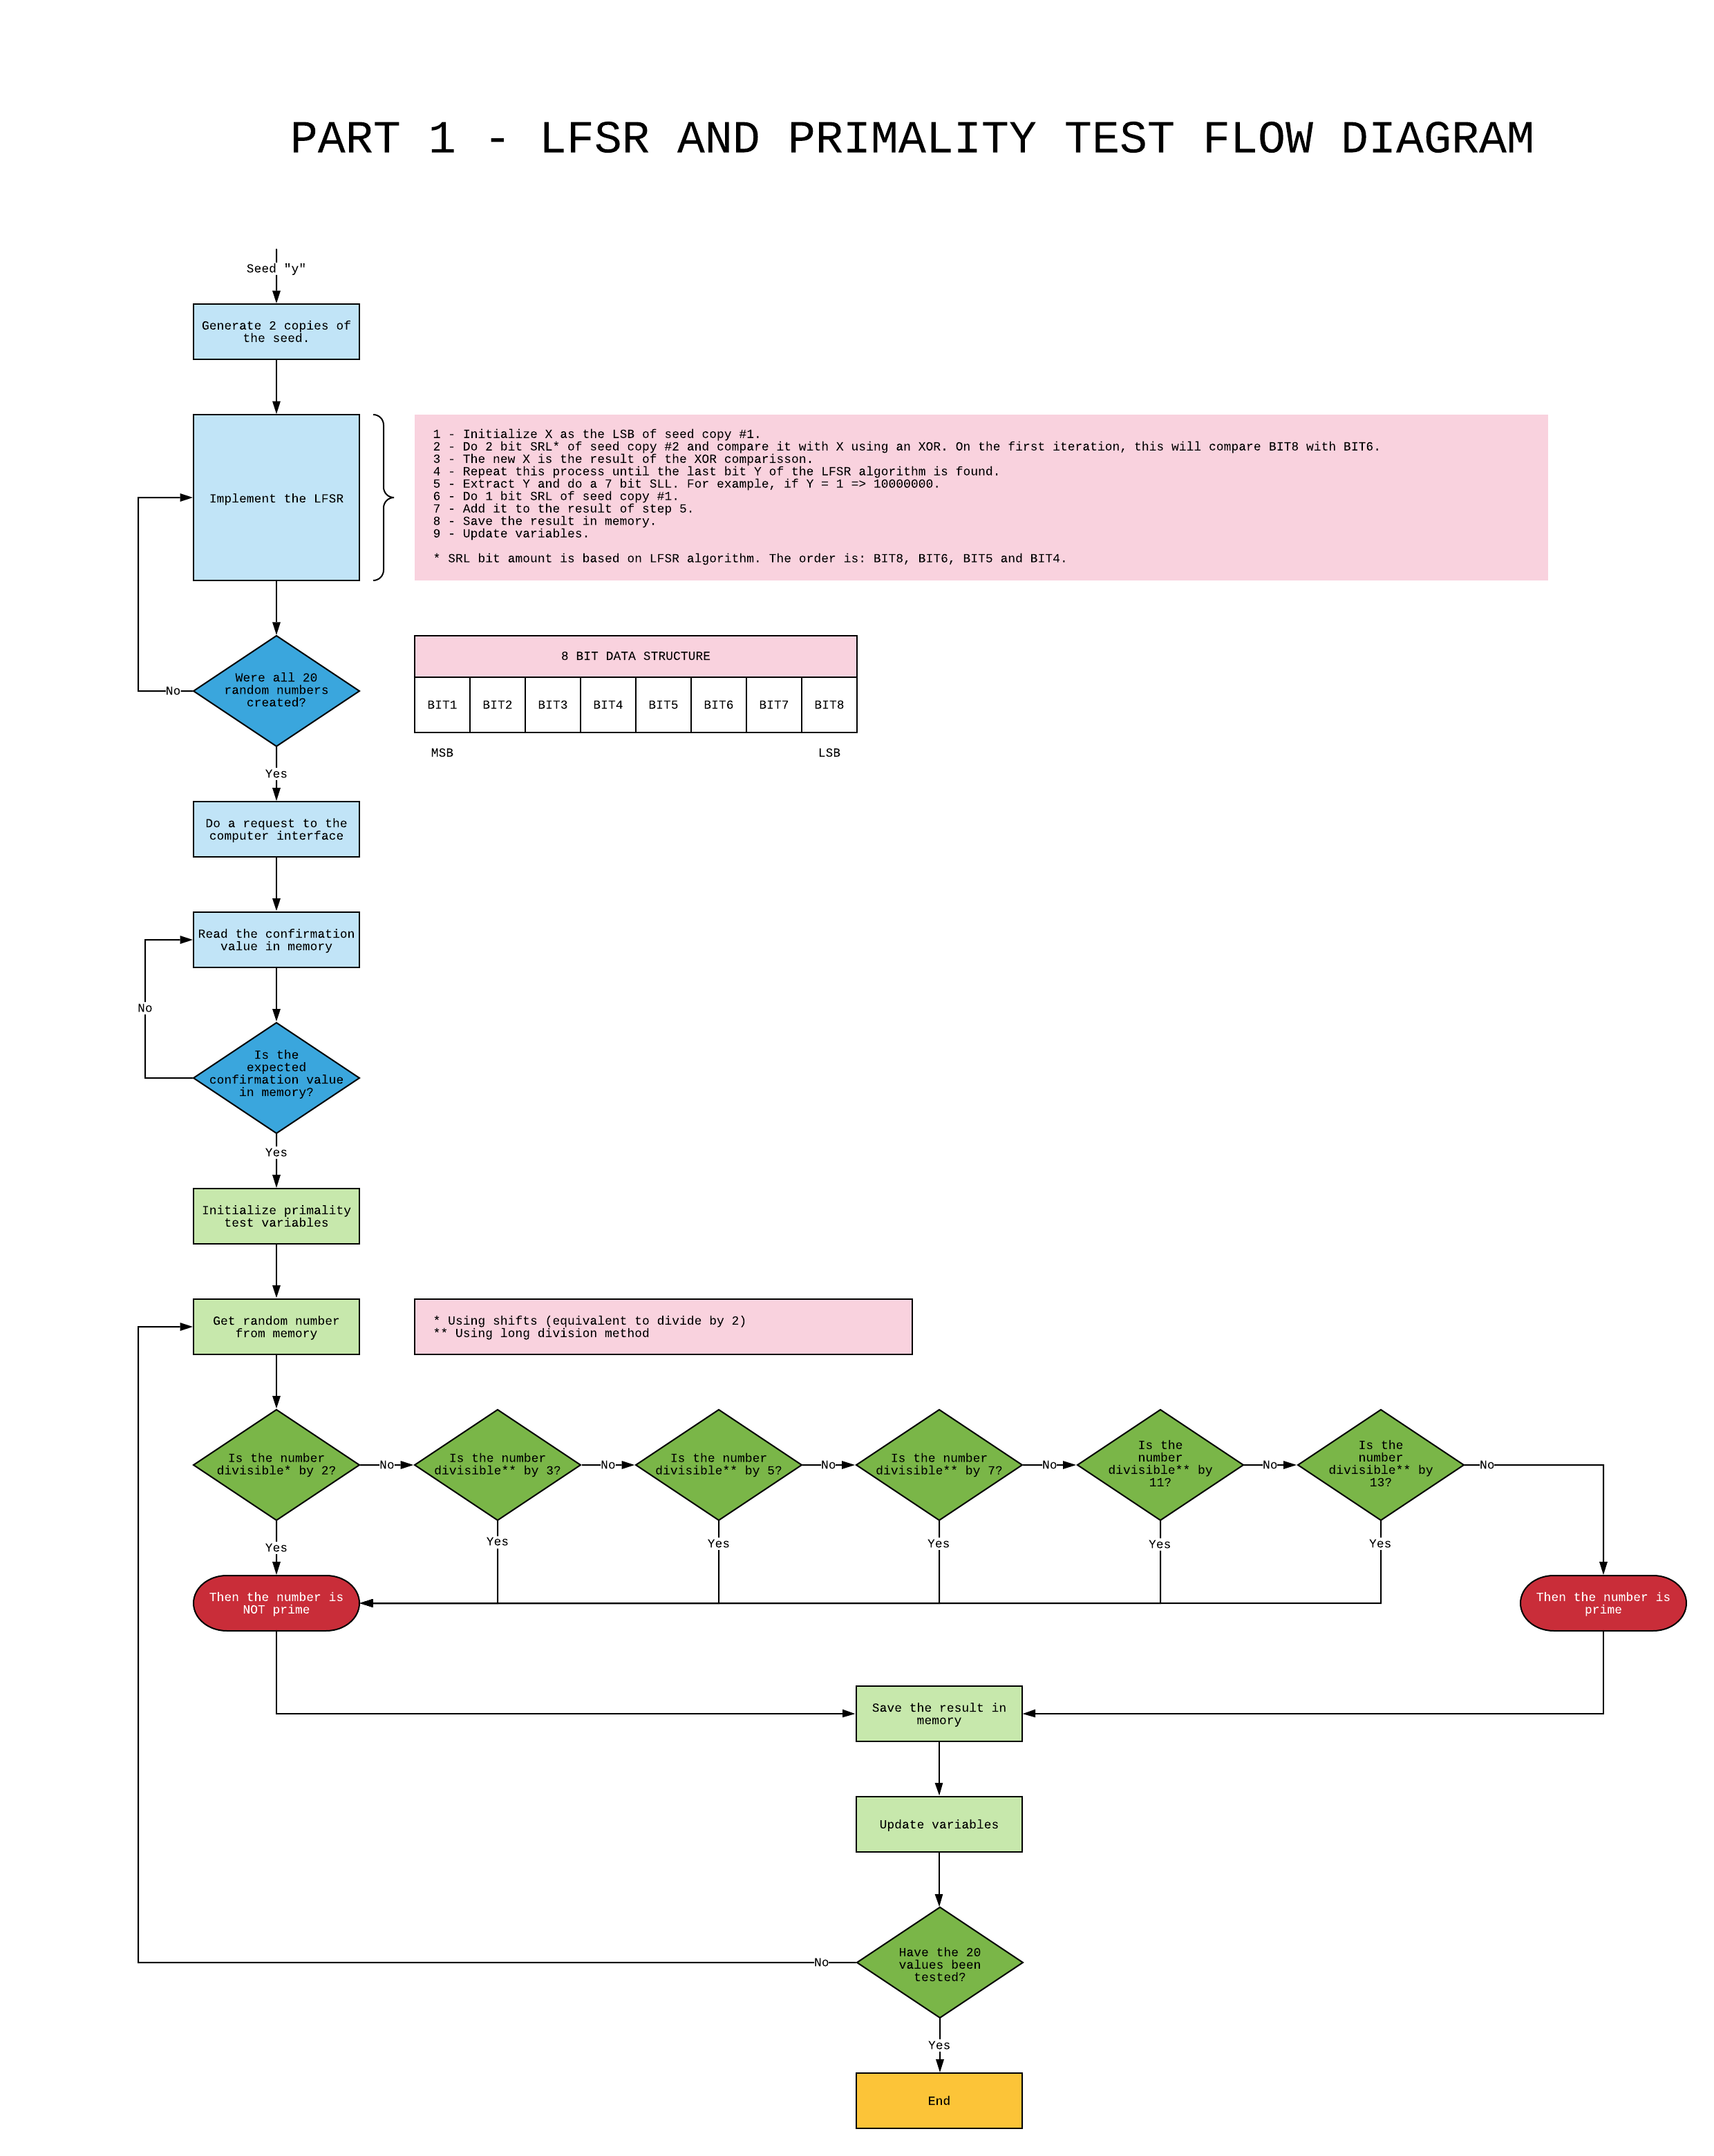 PART 1 - LFSR AND PRIMALITY TEST FLOW DIAGRAM
Seed "y"
Generate 2 copies of
the seed.
Implement the LFSR
1 - Initialize X as the LSB of seed copy #1.
2 - Do 2 bit SRL* of seed copy #2 and compare it with X using an XOR. On the first iteration, this will compare BIT8 with BIT6.
3 - The new X is the result of the XOR comparisson.
4 - Repeat this process until the last bit Y of the LFSR algorithm is found.
5 - Extract Y and do a 7 bit SLL. For example, if Y = 1 => 10000000.
6 - Do 1 bit SRL of seed copy #1.
7 - Add it to the result of step 5.
8 - Save the result in memory.
9 - Update variables.
* SRL bit amount is based on LFSR algorithm. The order is: BIT8, BIT6, BIT5 and BIT4.
Were all 20
random numbers
created?
No
Yes
8 BIT DATA STRUCTURE
BIT1 BIT2 BIT3 BIT4 BIT5 BIT6 BIT7 BIT8
MSB LSB
Do a request to the
computer interface
Read the confirmation
value in memory
No
Is the
expected
confirmation value
in memory?
Yes
Initialize primality
test variables
Get random number
from memory
* Using shifts (equivalent to divide by 2)
** Using long division method
Is the number
divisible* by 2?
No
Is the number
divisible** by 3?
No
Is the number
divisible** by 5?
No
Is the number
divisible** by 7?
No
Is the
number
divisible** by
11?
No
Is the
number
divisible** by
13?
No
Yes
Yes
Yes
Yes
Yes
Yes
Then the number is
NOT prime
Then the number is
prime
Save the result in
memory
Update variables
Have the 20
values been
tested?
No
Yes
End